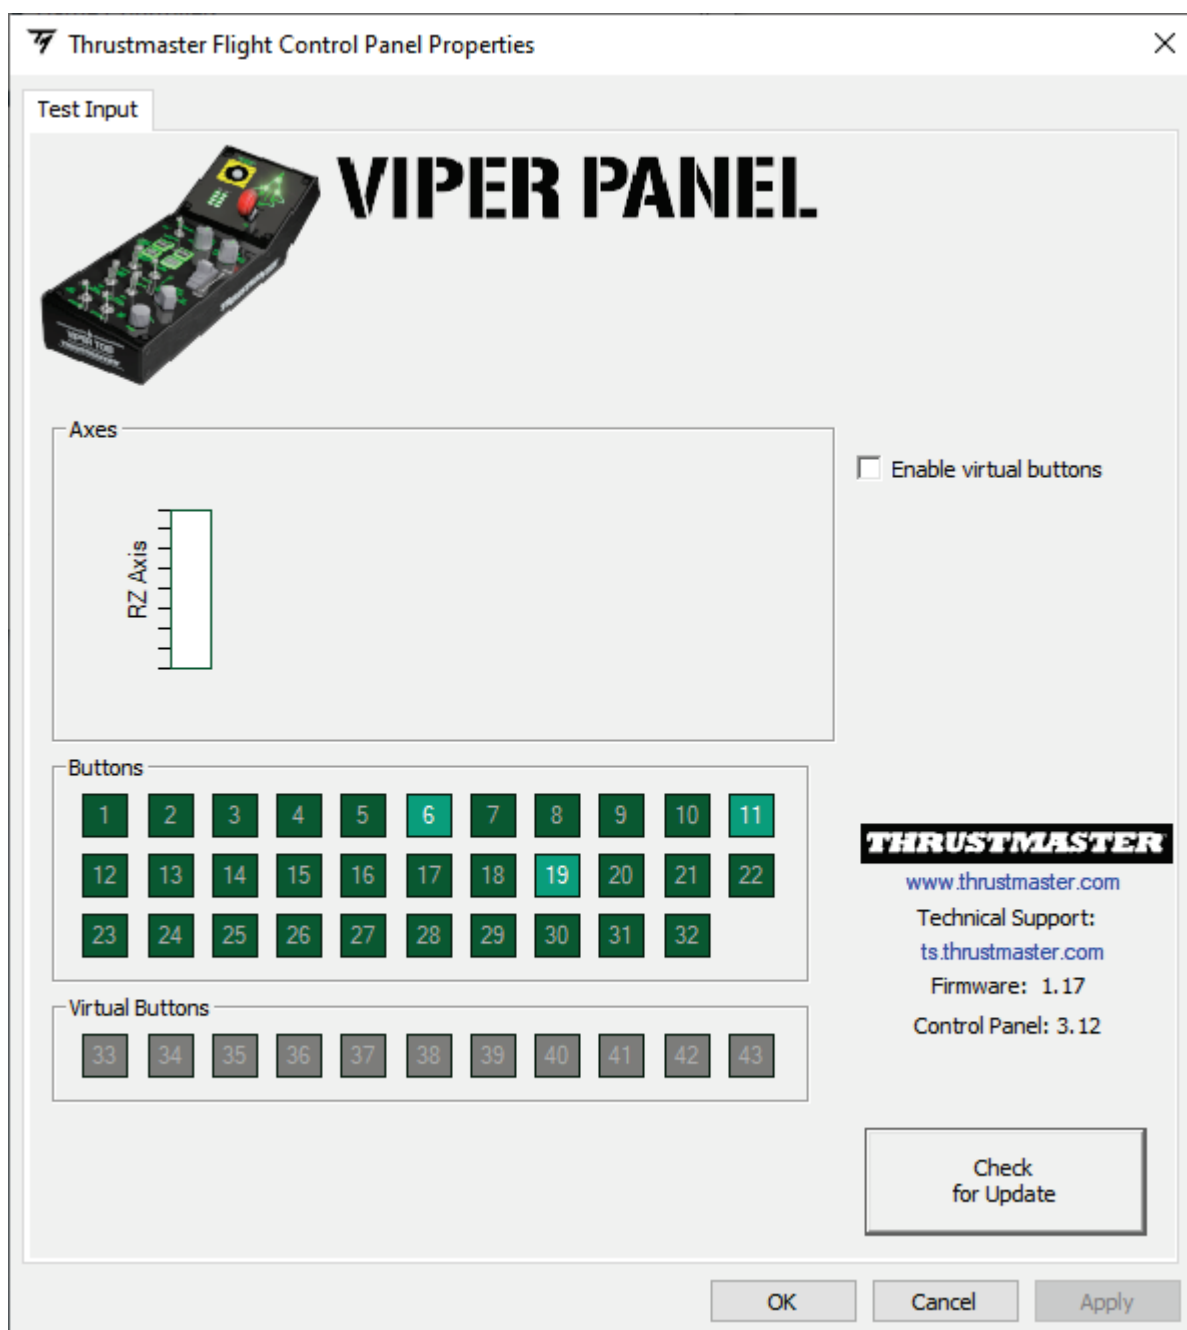 Thrustmaster Flight Control Panel Properties
Test Input
VIPER PANEL
Axes
Enable virtual buttons
RZ Axis
Buttons
1 2 3 4 5 6 7 8 9 10 11
12 13 14 15 16 17 18 19 20 21 22
23 24 25 26 27 28 29 30 31 32
THRUSTMASTER
www.thrustmaster.com
Technical Support:
ts.thrustmaster.com
Firmware: 1.17
Control Panel: 3.12
Virtual Buttons
33 34 35 36 37 38 39 40 41 42 43
Check
for Update
OK Cancel Apply